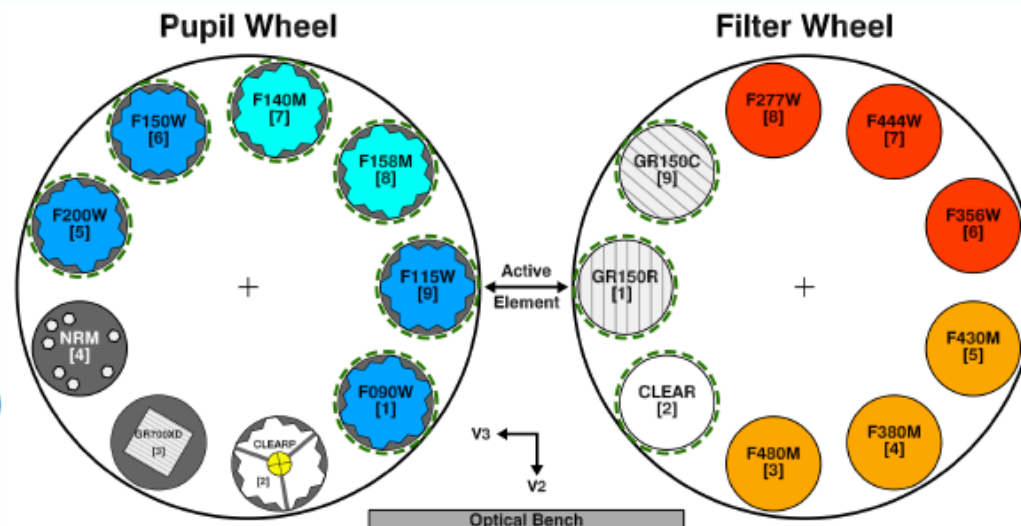 Pupil Wheel
F140M
[7]
F150W
[6]
F158M
[8]
F200W
[5]
F115W
[9]
NRM
[4]
F090W
[1]
GR700XD
[3]
CLEARP
[2]
Active
Element
V3
V2
Optical Bench
Filter Wheel
F277W
[8]
F444W
[7]
GR150C
[9]
F356W
[6]
GR150R
[1]
F430M
[5]
CLEAR
[2]
F380M
[4]
F480M
[3]